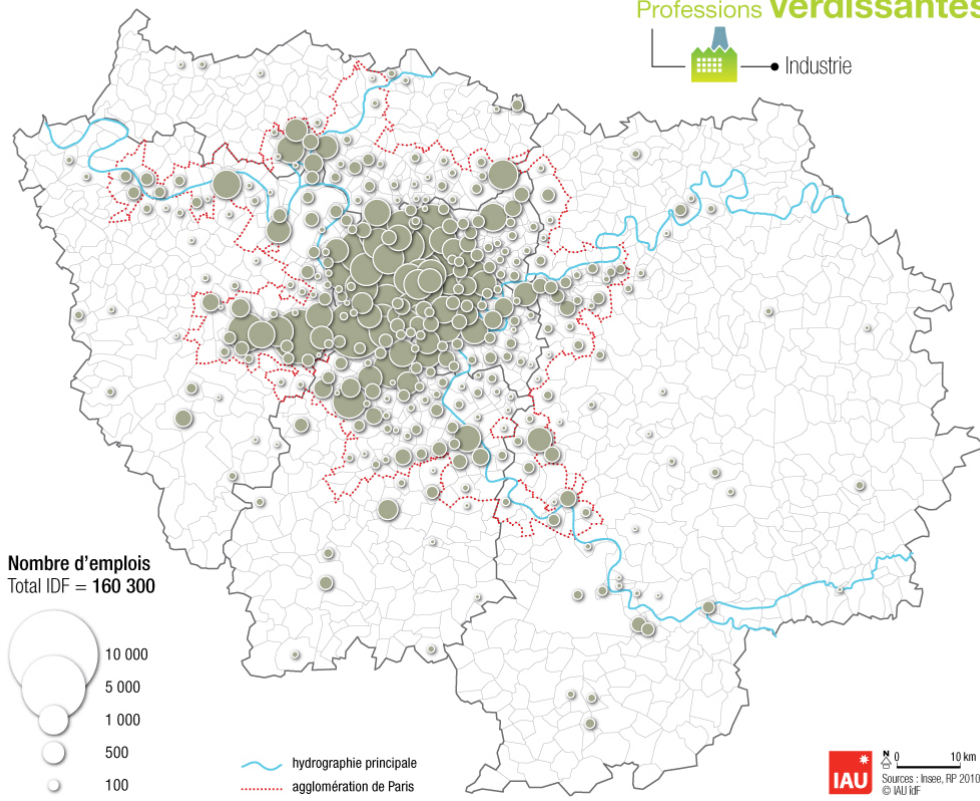 Professions verdissantes
Industrie
Nombre d'emplois
Total IDF = 160 300
10 000
5 000
1 000
500
100
hydrographie principale
agglomération de Paris
IAU
N
0 10 km
Sources : Insee, RP 2010
© IAU îdF